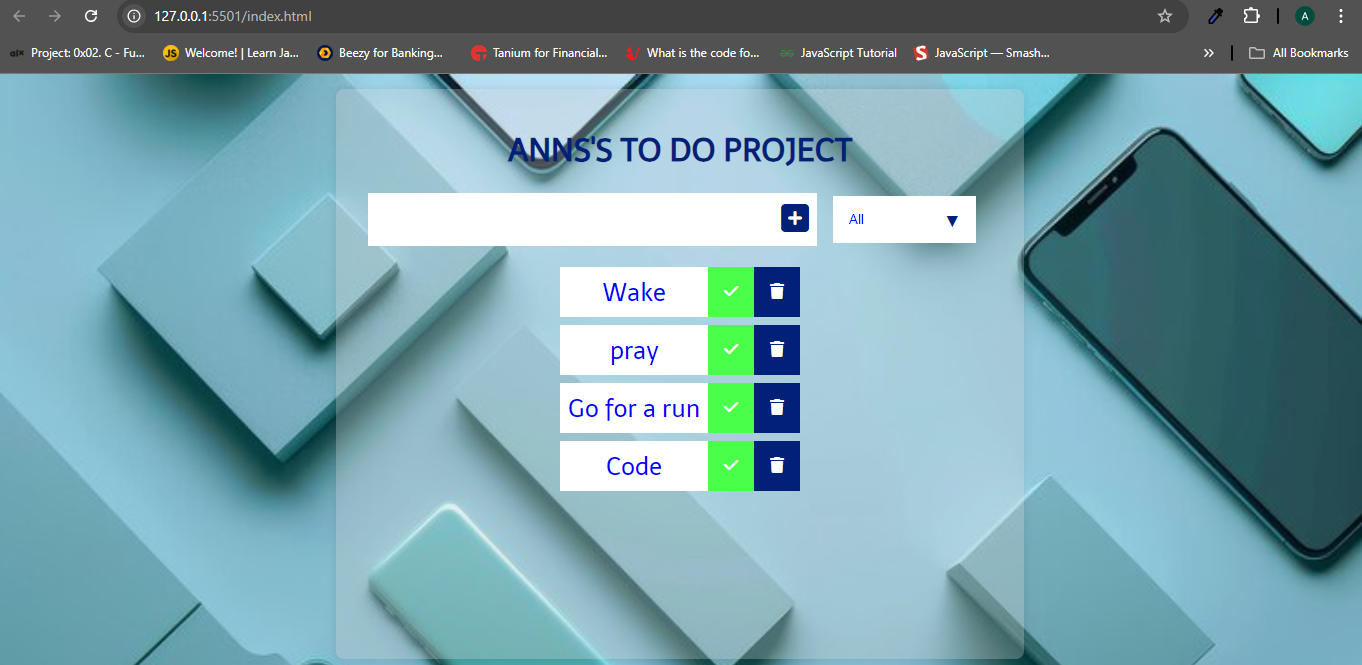 127.0.0.1:5501/index.html
A
alx Project: 0x02. C - Fu...
JS Welcome! | Learn Ja...
Beezy for Banking...
Tanium for Financial...
What is the code fo...
JavaScript Tutorial
S JavaScript — Smash...
» All Bookmarks
ANNS'S TO DO PROJECT
All ▼
Wake
pray
Go for a run
Code